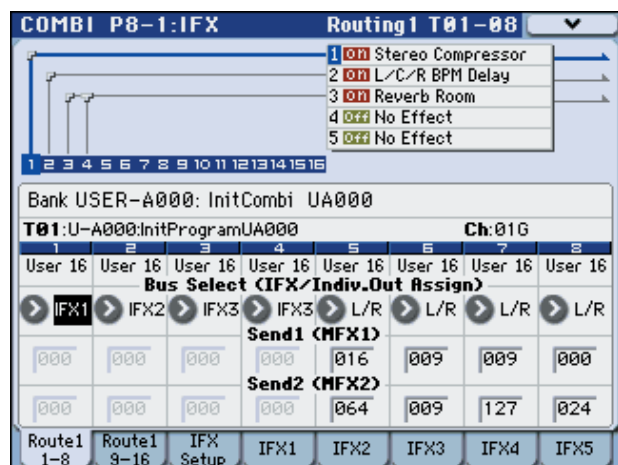 COMBI P8-1:IFX Routing1 T01-08
1 On Stereo Compressor
2 On L/C/R BPM Delay
3 On Reverb Room
4 Off No Effect
5 Off No Effect
1 2 3 4 5 6 7 8 9 10 11 12 13 14 15 16
Bank USER-A000: InitCombi UA000
T01:U-A000:InitProgramUA000 Ch:01G
1 2 3 4 5 6 7 8
User 16 User 16 User 16 User 16 User 16 User 16 User 16 User 16
Bus Select (IFX/Indiv.Out Assign)
IFX1 IFX2 IFX3 IFX3 L/R L/R L/R L/R
Send1 (MFX1)
000 000 000 000 016 009 009 000
Send2 (MFX2)
000 000 000 000 064 009 127 024
Route1 1-8 Route1 9-16 IFX Setup IFX1 IFX2 IFX3 IFX4 IFX5